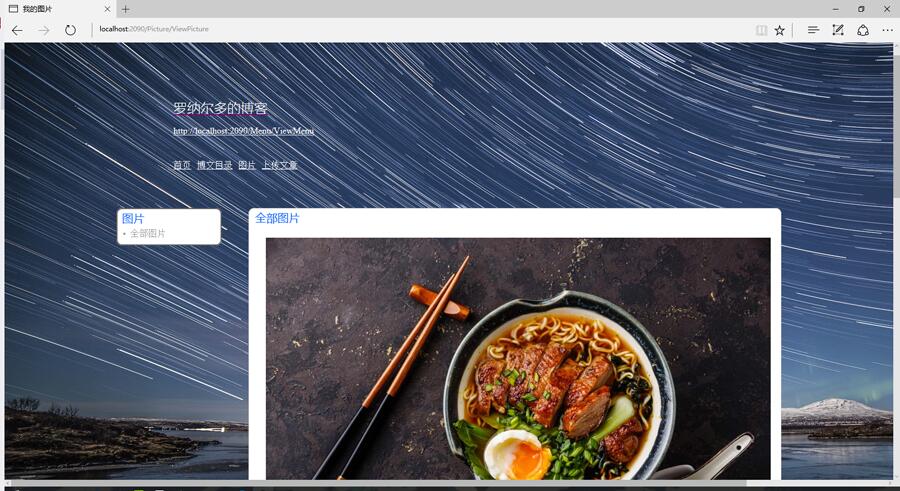 我的图片
localhost:2090/Picture/ViewPicture
罗纳尔多的博客
http://localhost:2090/Menu/ViewMenu
首页 博文目录 图片 上传文章
图片
全部图片
全部图片